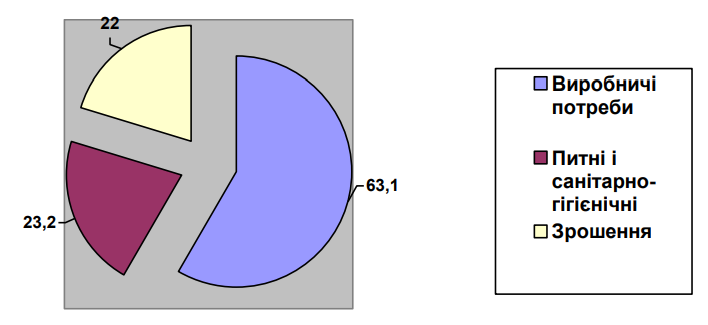 22
63,1
23,2
Виробничі
потреби
Питні і
санітарно-
гігієнічні
Зрошення